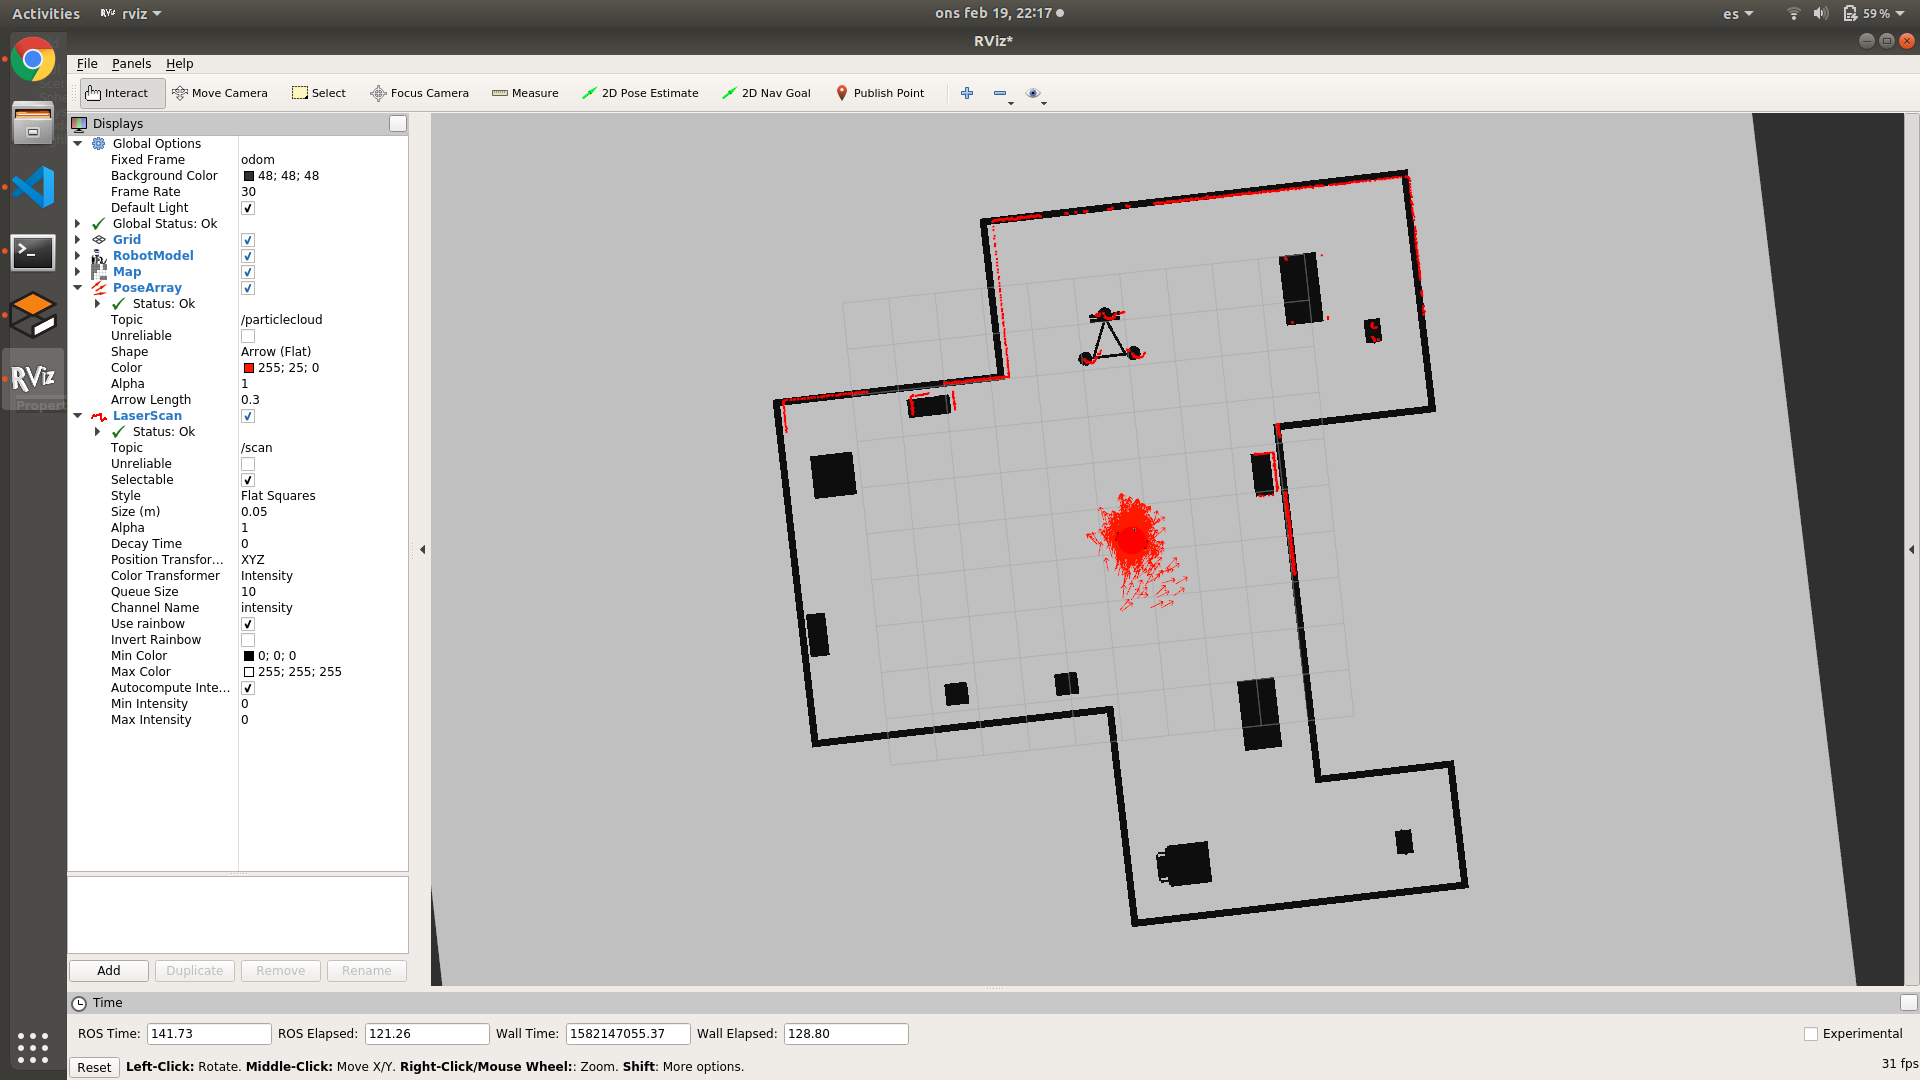 Activities RViz rviz ons feb 19, 22:17 es 59 %
RViz*
File Panels Help
Interact Move Camera Select Focus Camera Measure 2D Pose Estimate 2D Nav Goal Publish Point
Displays
Global Options
Fixed Frame odom
Background Color 48; 48; 48
Frame Rate 30
Default Light
Global Status: Ok
Grid
RobotModel
Map
PoseArray
Status: Ok
Topic /particlecloud
Unreliable
Shape Arrow (Flat)
Color 255; 25; 0
Alpha 1
Arrow Length 0.3
LaserScan
Status: Ok
Topic /scan
Unreliable
Selectable
Style Flat Squares
Size (m) 0.05
Alpha 1
Decay Time 0
Position Transfor... XYZ
Color Transformer Intensity
Queue Size 10
Channel Name intensity
Use rainbow
Invert Rainbow
Min Color 0; 0; 0
Max Color 255; 255; 255
Autocompute Inte...
Min Intensity 0
Max Intensity 0
RViz
Add Duplicate Remove Rename
Time
ROS Time: 141.73 ROS Elapsed: 121.26 Wall Time: 1582147055.37 Wall Elapsed: 128.80 Experimental
Reset Left-Click: Rotate. Middle-Click: Move X/Y. Right-Click/Mouse Wheel:: Zoom. Shift: More options. 31 fps